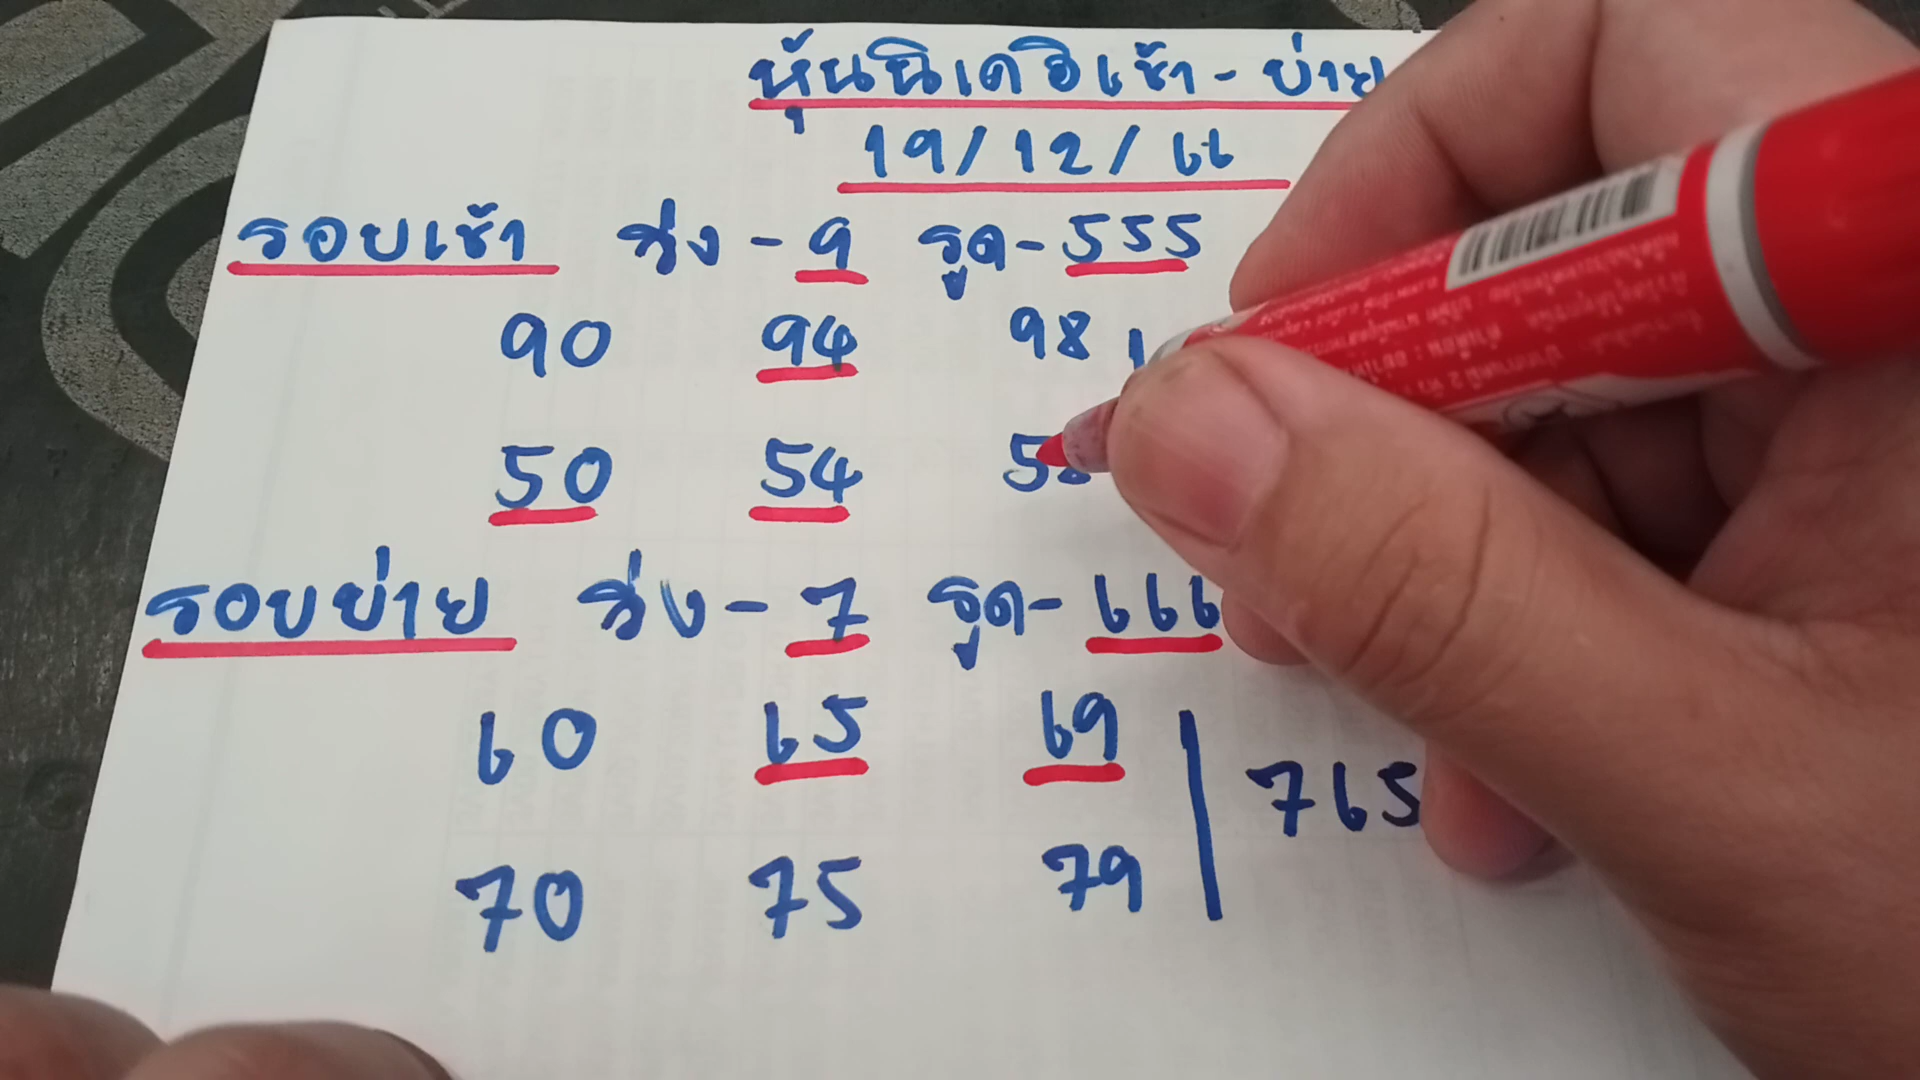 หุ้นนิเคอิเช้า - บ่าย
19/12/66
รอบเช้า วิ่ง - 9 รูด - 555
90 94 98
50 54 58
รอบบ่าย วิ่ง - 7 รูด - 666
60 65 69
765
70 75 79